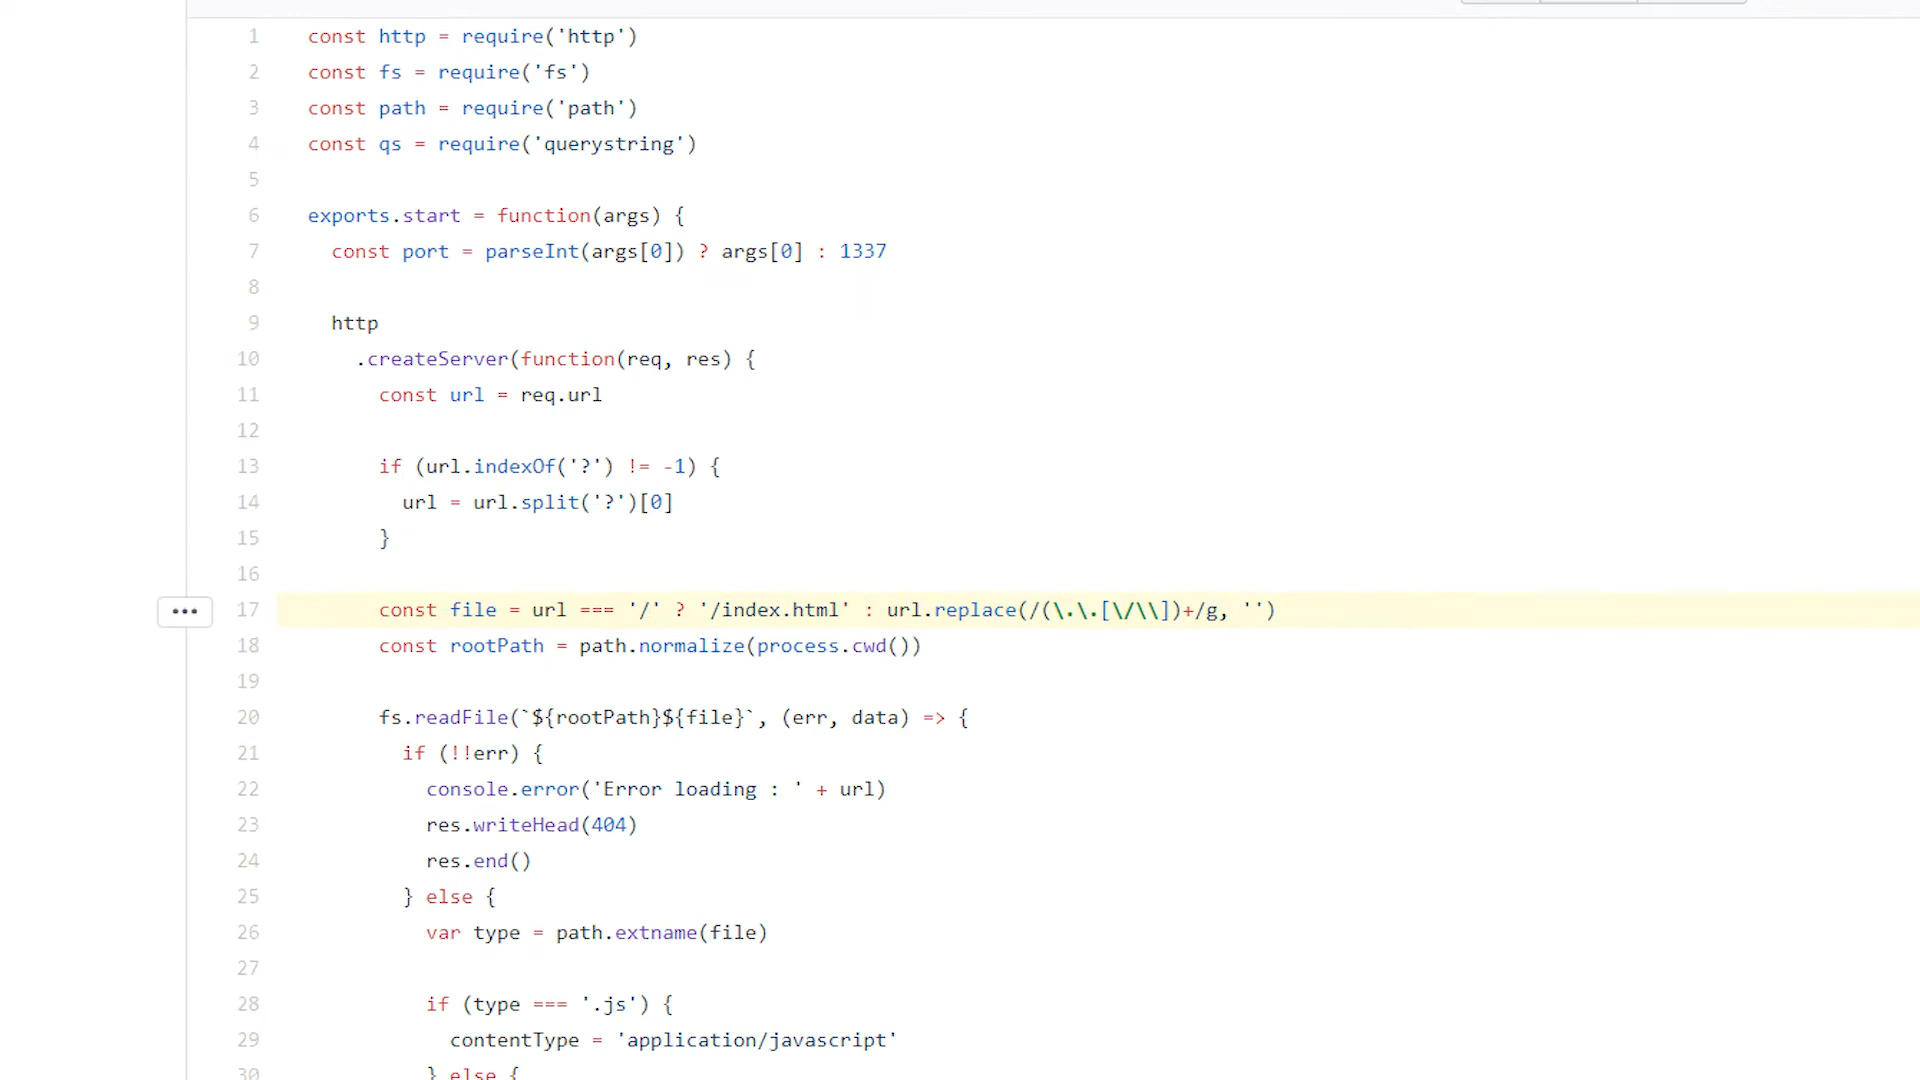 1 const http = require('http')
2 const fs = require('fs')
3 const path = require('path')
4 const qs = require('querystring')
5
6 exports.start = function(args) {
7 const port = parseInt(args[0]) ? args[0] : 1337
8
9 http
10 .createServer(function(req, res) {
11 const url = req.url
12
13 if (url.indexOf('?') != -1) {
14 url = url.split('?')[0]
15 }
16
17 const file = url === '/' ? '/index.html' : url.replace(/(\.\.[\/\\])+/g, '')
18 const rootPath = path.normalize(process.cwd())
19
20 fs.readFile(`${rootPath}${file}`, (err, data) => {
21 if (!!err) {
22 console.error('Error loading : ' + url)
23 res.writeHead(404)
24 res.end()
25 } else {
26 var type = path.extname(file)
27
28 if (type === '.js') {
29 contentType = 'application/javascript'
30 } else {